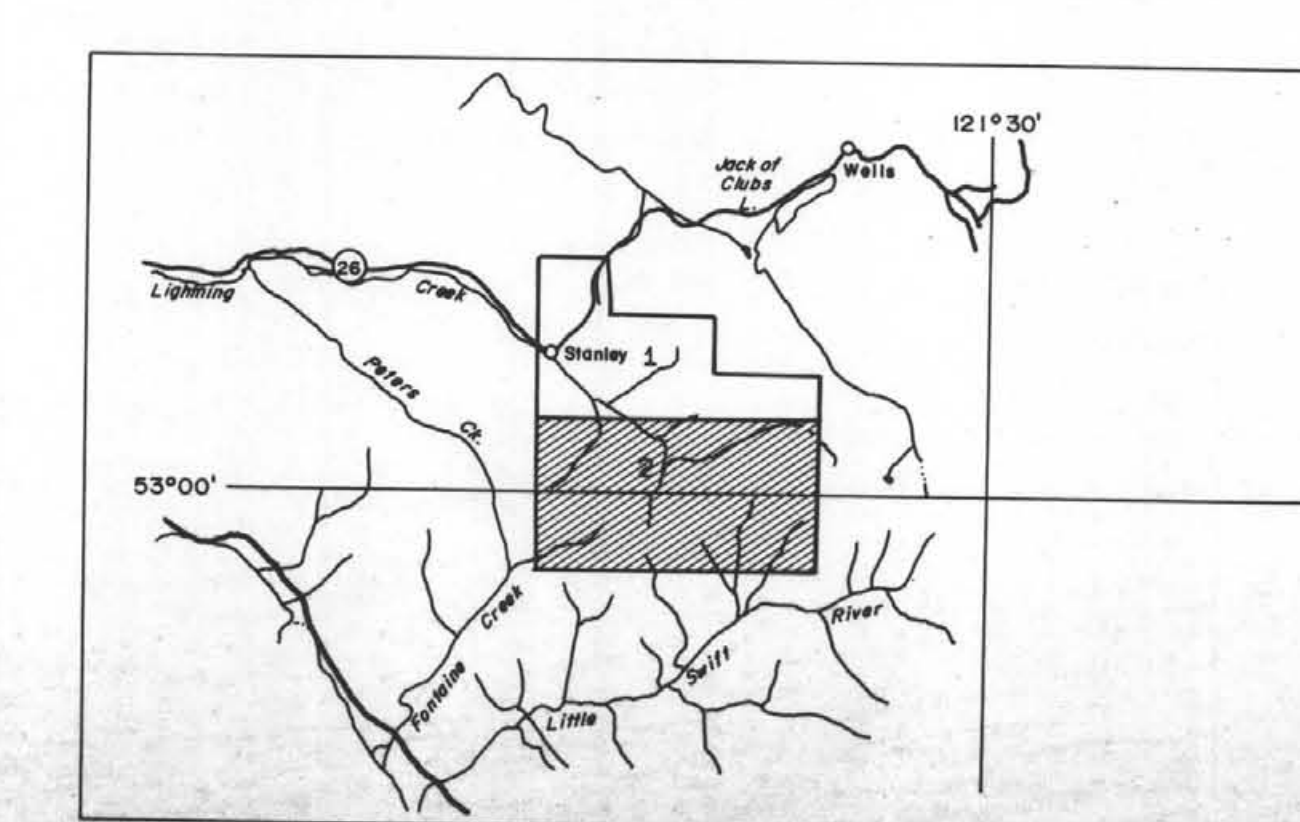 121°30'
Jack of
Clubs
L.
Wells
26
Lighming
Creek
Stanley 1
Peters
Ck.
2
53°00'
Fontaine Creek
Little
Swift
River